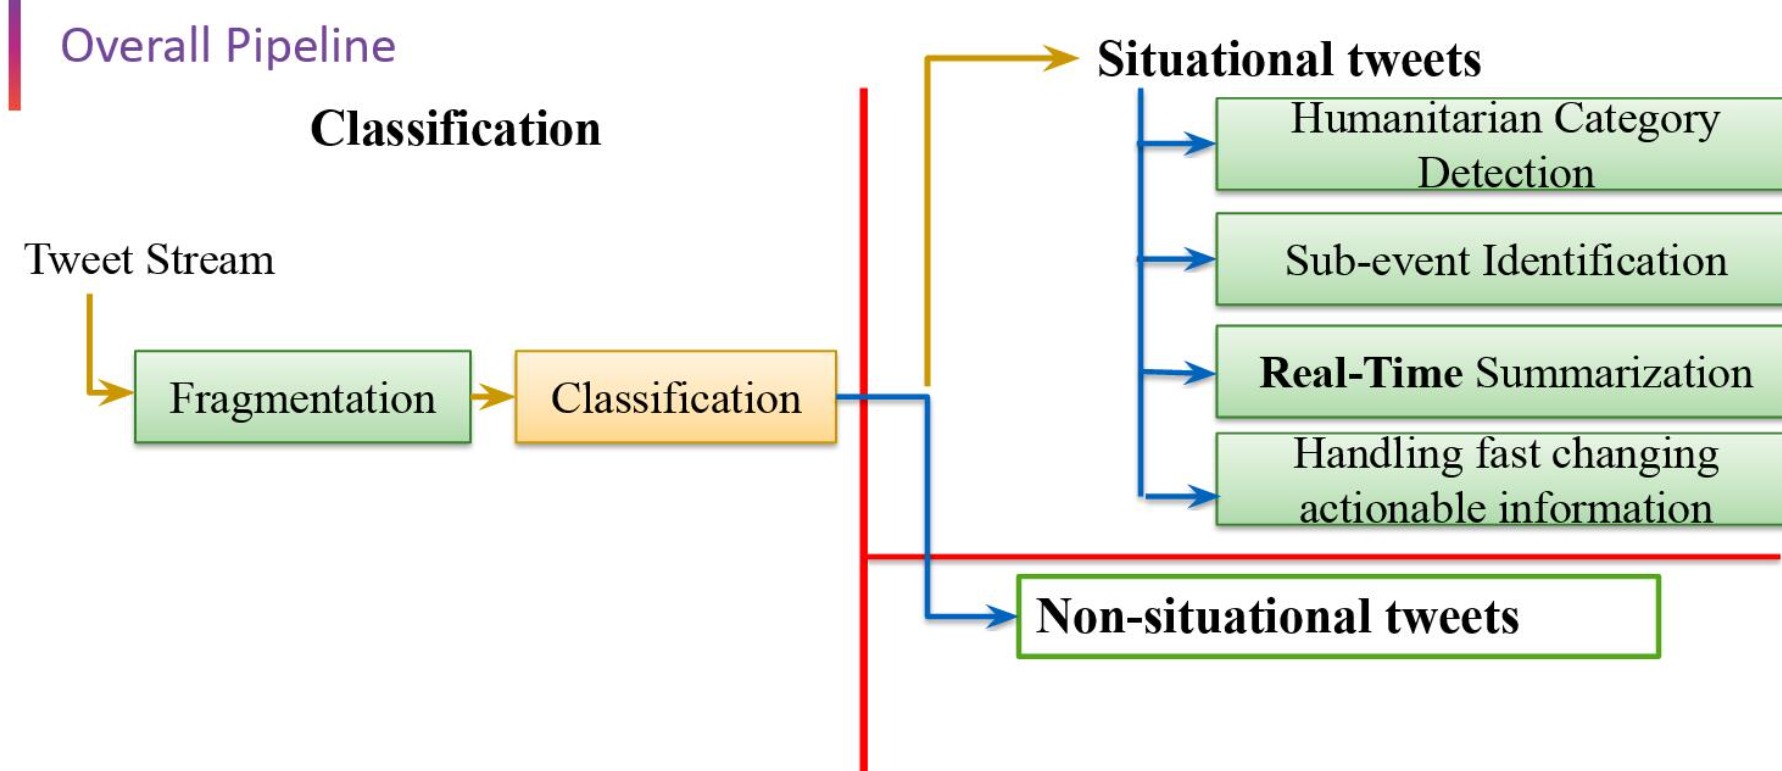 Overall Pipeline
Classification
Tweet Stream
Fragmentation
Classification
Situational tweets
Humanitarian Category
Detection
Sub-event Identification
Real-Time Summarization
Handling fast changing
actionable information
Non-situational tweets